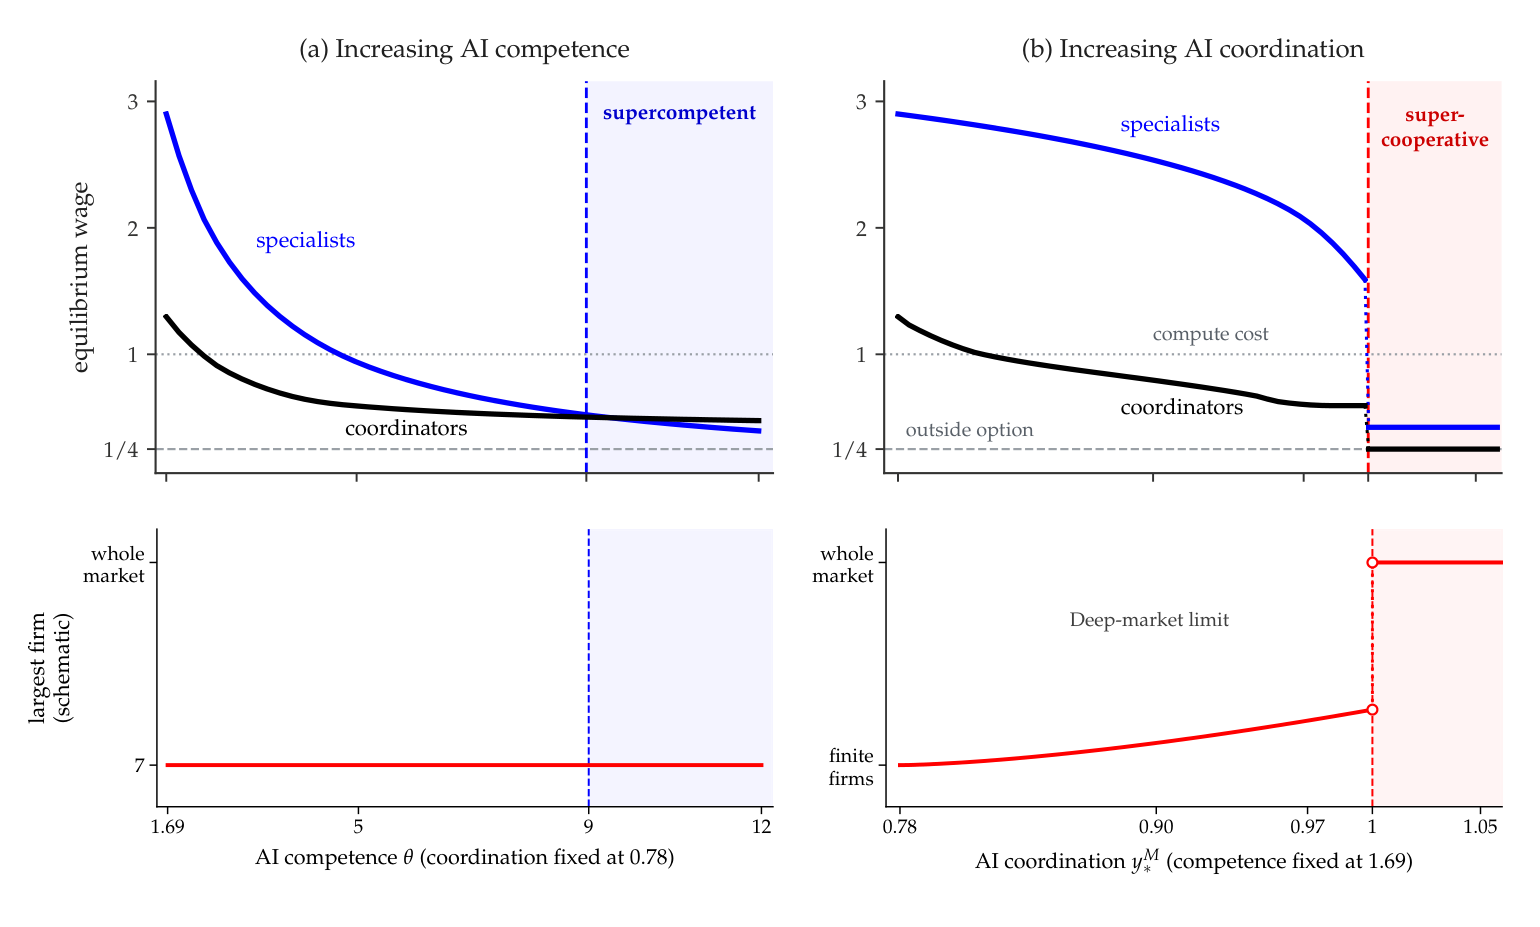 (a) Increasing AI competence
3
2
1
1/4
equilibrium wage
supercompetent
specialists
coordinators
(b) Increasing AI coordination
3
2
1
1/4
specialists
super-
cooperative
compute cost
coordinators
outside option
whole
market
7
largest firm
(schematic)
1.69 5 9 12
AI competence θ (coordination fixed at 0.78)
whole
market
Deep-market limit
finite
firms
0.78 0.90 0.97 1 1.05
AI coordination y_*^M (competence fixed at 1.69)